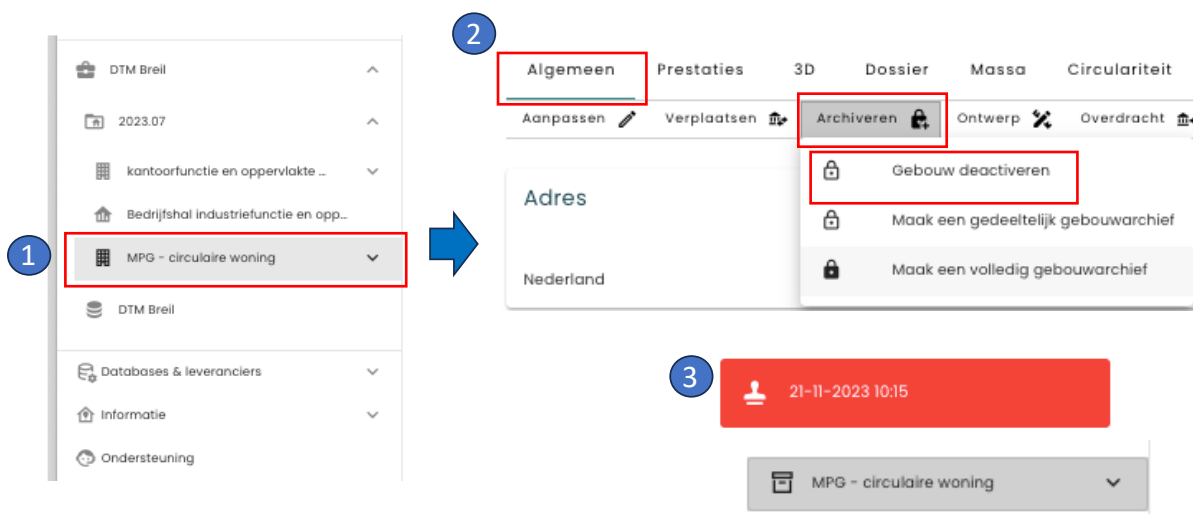 1
DTM Breil
2023.07
kantoorfunctie en oppervlakte ...
Bedrijfshal industriefunctie en opp...
MPG - circulaire woning
DTM Breil
Databases & leveranciers
Informatie
Ondersteuning
2
Algemeen Prestaties 3D Dossier Massa Circulariteit
Aanpassen Verplaatsen Archiveren Ontwerp Overdracht
Gebouw deactiveren
Maak een gedeeltelijk gebouwarchief
Maak een volledig gebouwarchief
Adres
Nederland
3
21-11-2023 10:15
MPG - circulaire woning